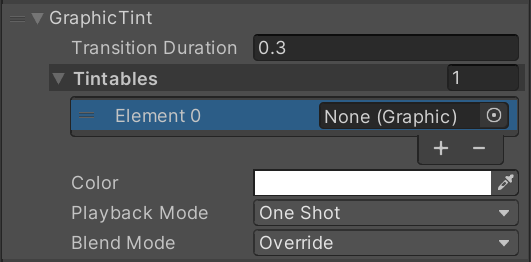 GraphicTint
Transition Duration 0.3
Tintables 1
Element 0 None (Graphic)
Color
Playback Mode One Shot
Blend Mode Override